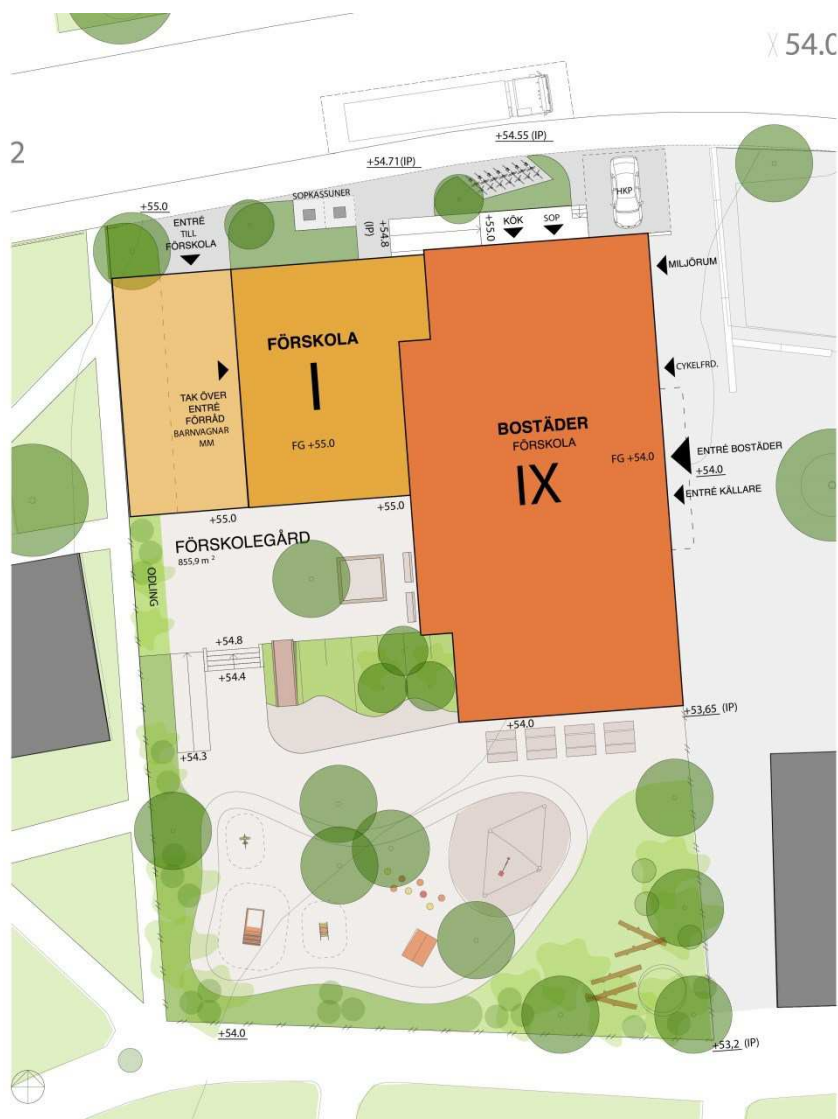 54.0
2
+54.55 (IP)
+54.71(IP)
+55.0
SOPKASSUNER
HKP
ENTRÉ
TILL
FÖRSKOLA
+54.8
(IP)
+55.0
KÖK
SOP
MILJÖRUM
FÖRSKOLA
I
CYKELFRD.
TAK ÖVER
ENTRÉ
FÖRRÅD
BARNVAGNAR
MM
FG +55.0
BOSTÄDER
FÖRSKOLA
IX
FG +54.0
ENTRÉ BOSTÄDER
+54.0
ENTRÉ KÄLLARE
+55.0
+55.0
FÖRSKOLEGÅRD
855,9 m 2
ODLING
+54.8
+54.4
+54.3
+54.0
+53,65 (IP)
+54.0
+53,2 (IP)